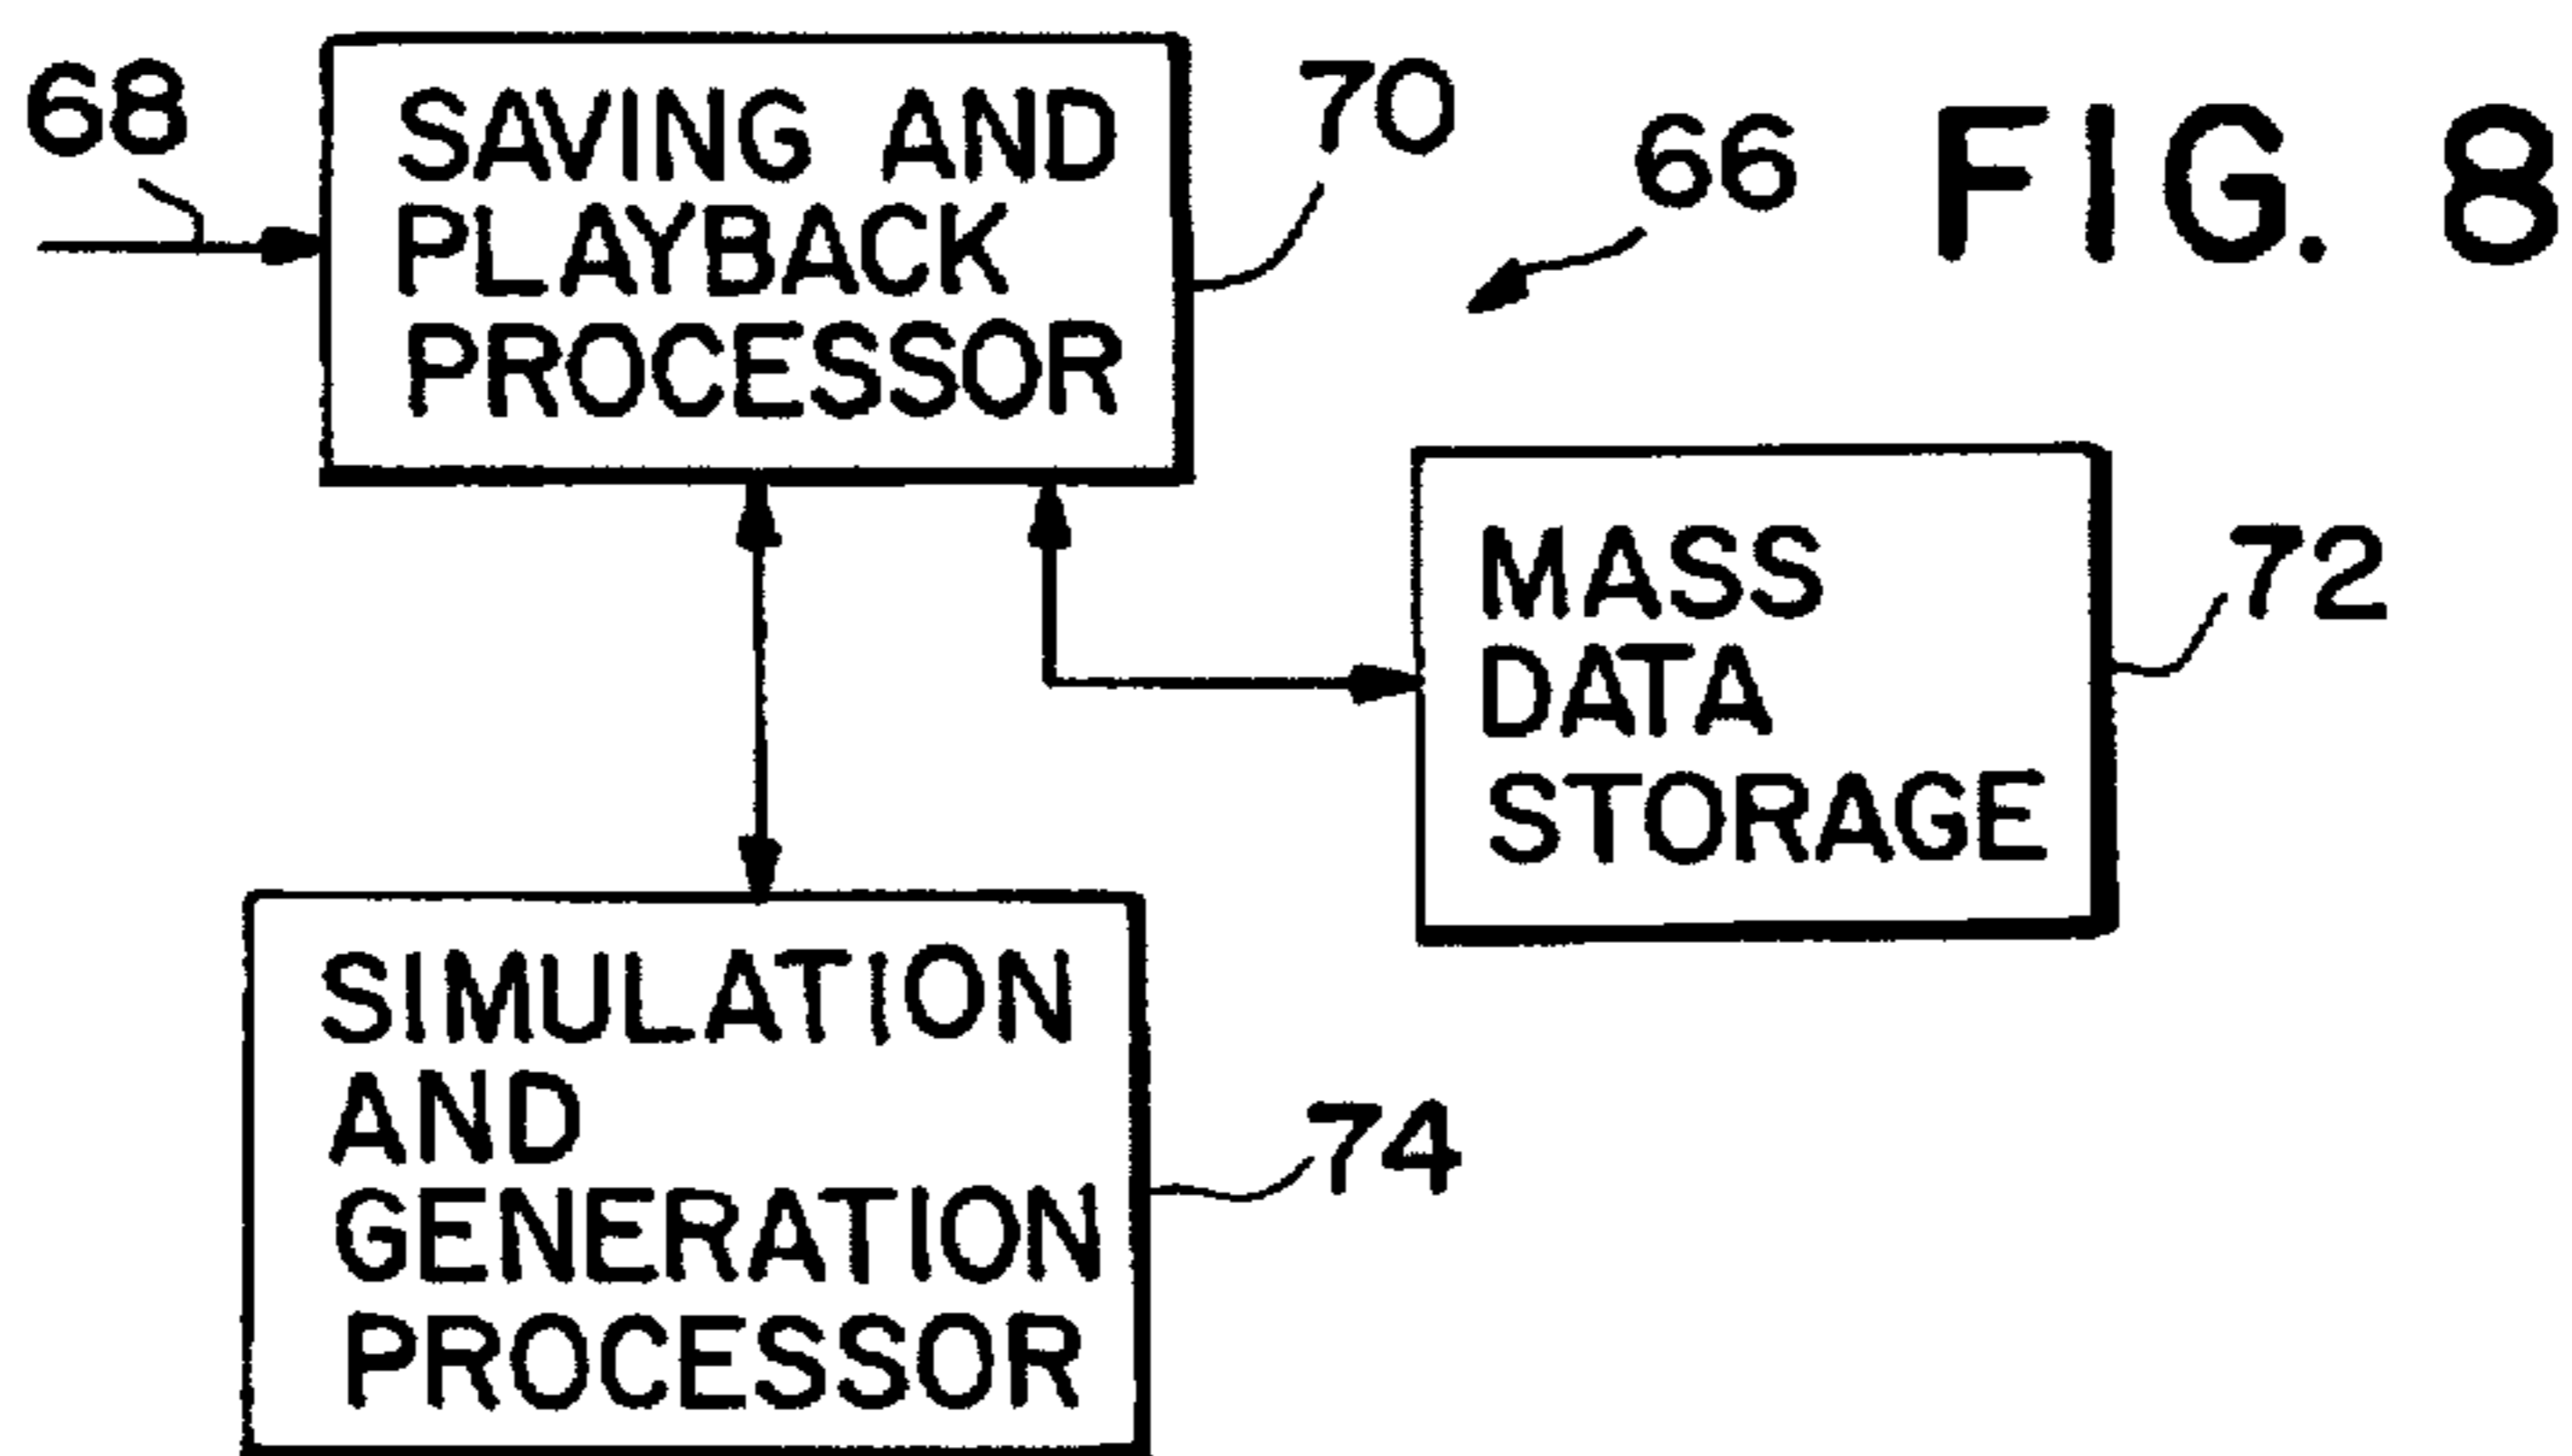 68
SAVING AND
PLAYBACK
PROCESSOR
70
66
FIG. 8
MASS
DATA
STORAGE
72
SIMULATION
AND
GENERATION
PROCESSOR
74